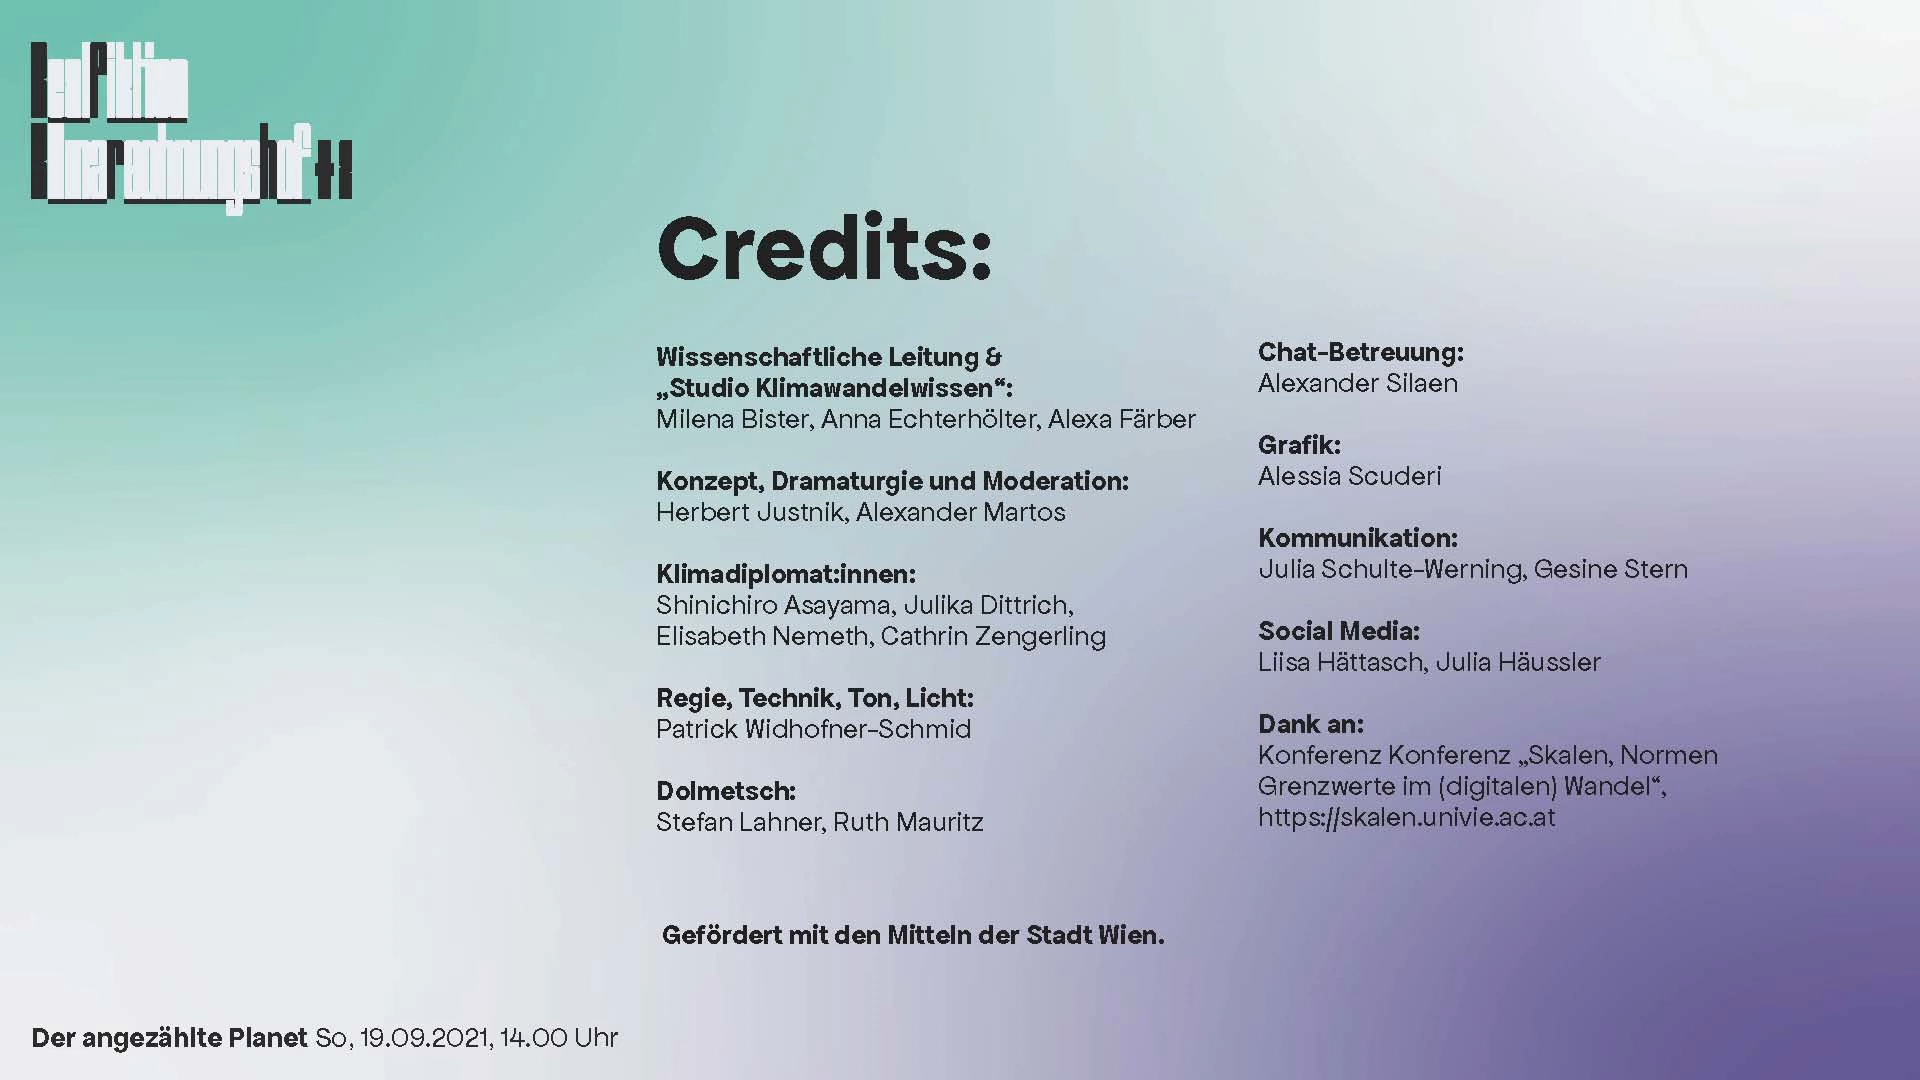 Realfiktion
Klimarechnungshof
Credits:
Wissenschaftliche Leitung &
„Studio Klimawandelwissen“:
Milena Bister, Anna Echterhölter, Alexa Färber
Konzept, Dramaturgie und Moderation:
Herbert Justnik, Alexander Martos
Klimadiplomat:innen:
Shinichiro Asayama, Julika Dittrich,
Elisabeth Nemeth, Cathrin Zengerling
Regie, Technik, Ton, Licht:
Patrick Widhofner-Schmid
Dolmetsch:
Stefan Lahner, Ruth Mauritz
Chat-Betreuung:
Alexander Silaen
Grafik:
Alessia Scuderi
Kommunikation:
Julia Schulte-Werning, Gesine Stern
Social Media:
Liisa Hättasch, Julia Häussler
Dank an:
Konferenz Konferenz „Skalen, Normen
Grenzwerte im (digitalen) Wandel“,
https://skalen.univie.ac.at
Gefördert mit den Mitteln der Stadt Wien.
Der angezählte Planet So, 19.09.2021, 14.00 Uhr